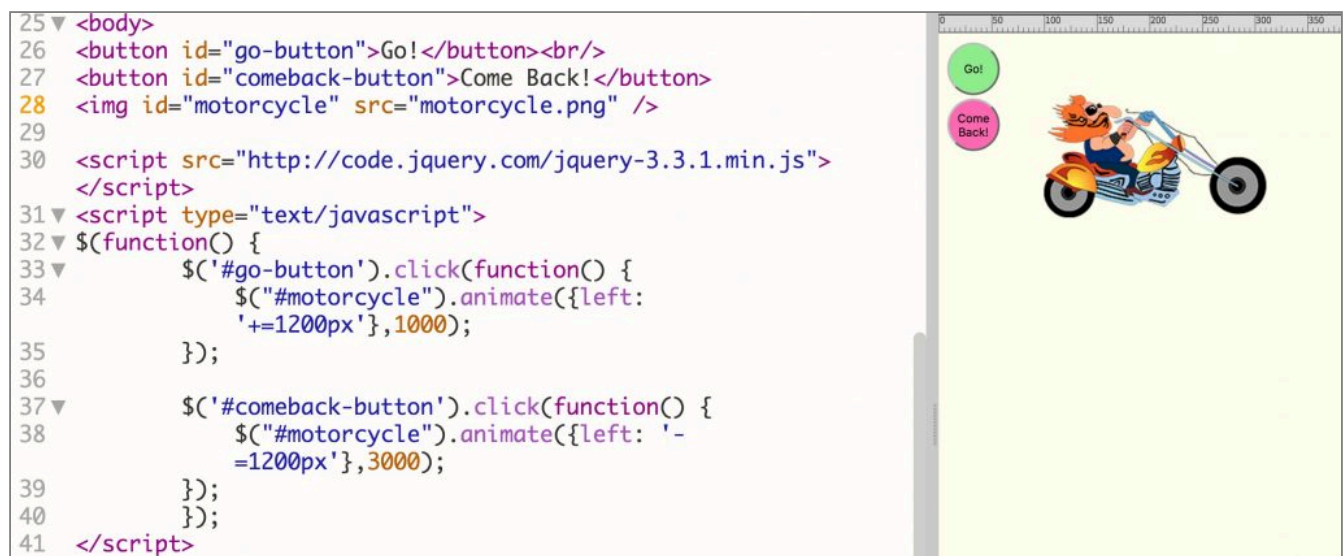 25 ▼ <body>
26 <button id="go-button">Go!</button><br/>
27 <button id="comeback-button">Come Back!</button>
28 <img id="motorcycle" src="motorcycle.png" />
29
30 <script src="http://code.jquery.com/jquery-3.3.1.min.js">
</script>
31 ▼ <script type="text/javascript">
32 ▼ $(function() {
33 ▼ $('#go-button').click(function() {
34 $("#motorcycle").animate({left:
'+=1200px'},1000);
35 });
36
37 ▼ $('#comeback-button').click(function() {
38 $("#motorcycle").animate({left: '-
=1200px'},3000);
39 });
40 });
41 </script>
0 50 100 150 200 250 300 350
Go!
Come
Back!